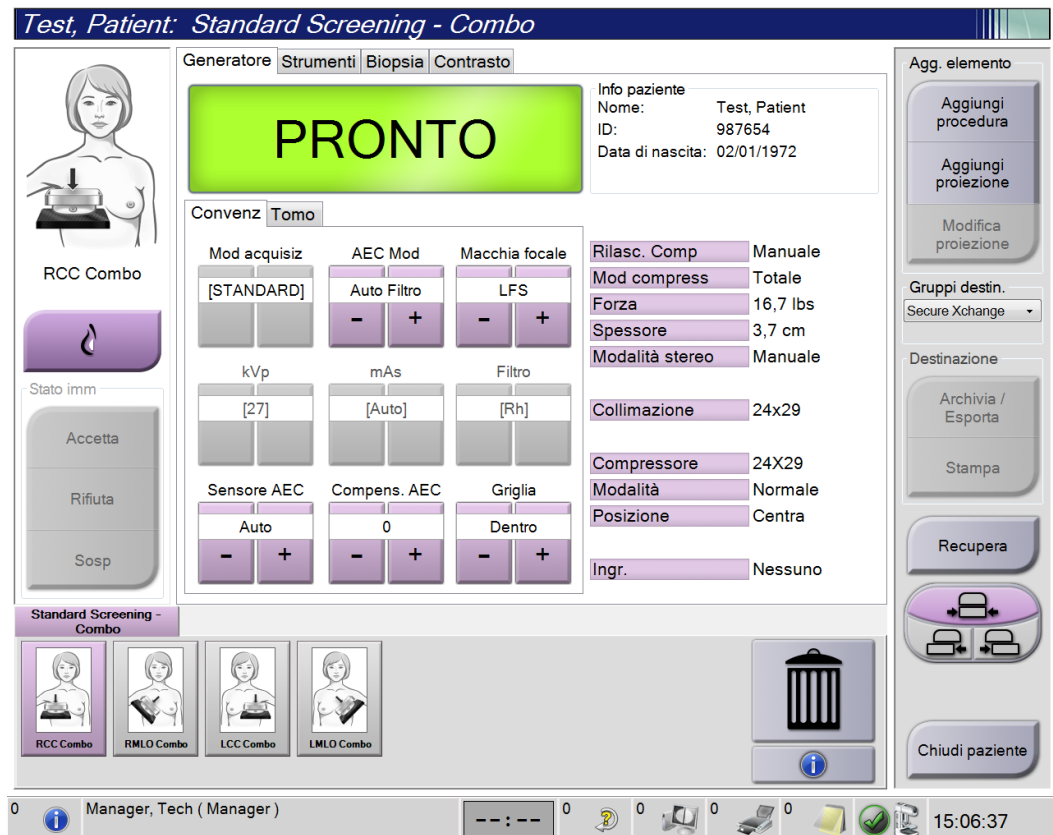 Test, Patient: Standard Screening - Combo
Generatore Strumenti Biopsia Contrasto
PRONTO
Info paziente
Nome: Test, Patient
ID: 987654
Data di nascita: 02/01/1972
RCC Combo
Stato imm
Accetta
Rifiuta
Sosp
Convenz Tomo
Mod acquisiz AEC Mod Macchia focale
[STANDARD] Auto Filtro LFS
- + - +
kVp mAs Filtro
[27] [Auto] [Rh]
Sensore AEC Compens. AEC Griglia
Auto 0 Dentro
- + - + - +
Rilasc. Comp Manuale
Mod compress Totale
Forza 16,7 lbs
Spessore 3,7 cm
Modalità stereo Manuale
Collimazione 24x29
Compressore 24X29
Modalità Normale
Posizione Centra
Ingr. Nessuno
Agg. elemento
Aggiungi
procedura
Aggiungi
proiezione
Modifica
proiezione
Gruppi destin.
Secure Xchange
Destinazione
Archivia /
Esporta
Stampa
Recupera
Chiudi paziente
Standard Screening -
Combo
RCC Combo RMLO Combo LCC Combo LMLO Combo
0 Manager, Tech ( Manager ) --:-- 0 0 0 0 15:06:37